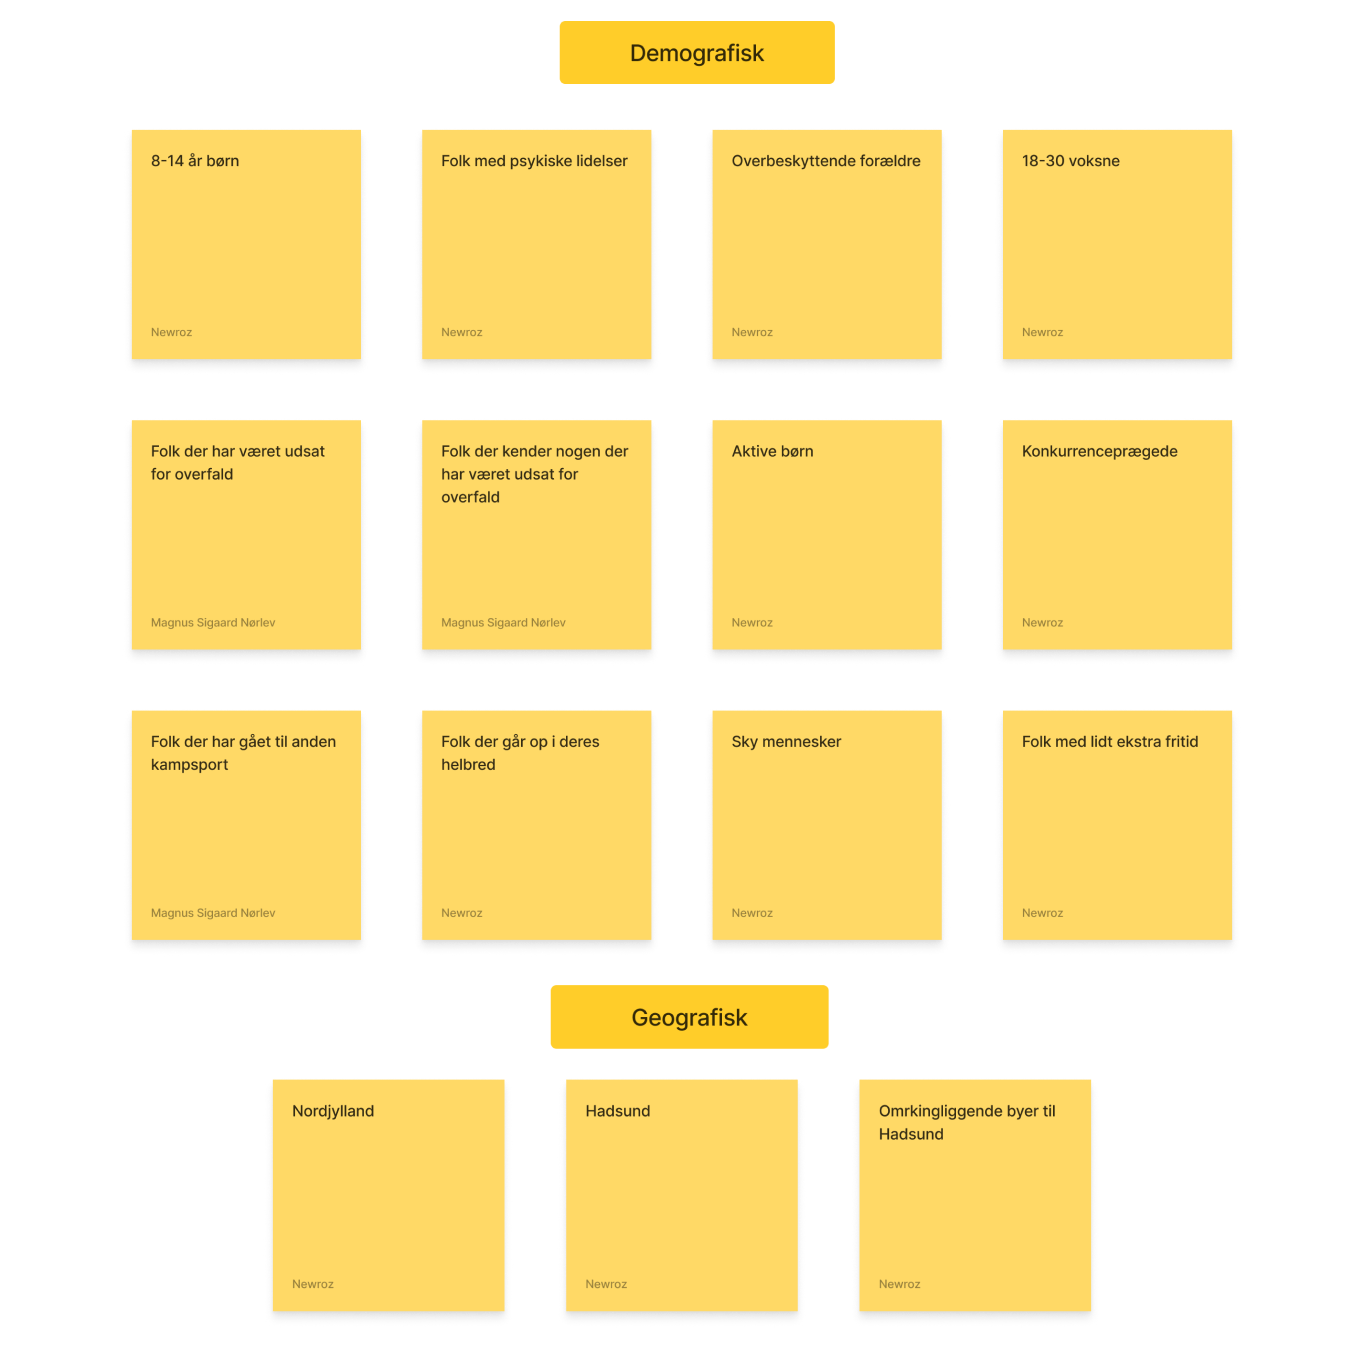 Demografisk
8-14 år børn
Newroz
Folk med psykiske lidelser
Newroz
Overbeskyttende forældre
Newroz
18-30 voksne
Newroz
Folk der har været udsat
for overfald
Magnus Sigaard Nørlev
Folk der kender nogen der
har været udsat for
overfald
Magnus Sigaard Nørlev
Aktive børn
Newroz
Konkurrenceprægede
Newroz
Folk der har gået til anden
kampsport
Magnus Sigaard Nørlev
Folk der går op i deres
helbred
Newroz
Sky mennesker
Newroz
Folk med lidt ekstra fritid
Newroz
Geografisk
Nordjylland
Newroz
Hadsund
Newroz
Omrkingliggende byer til
Hadsund
Newroz